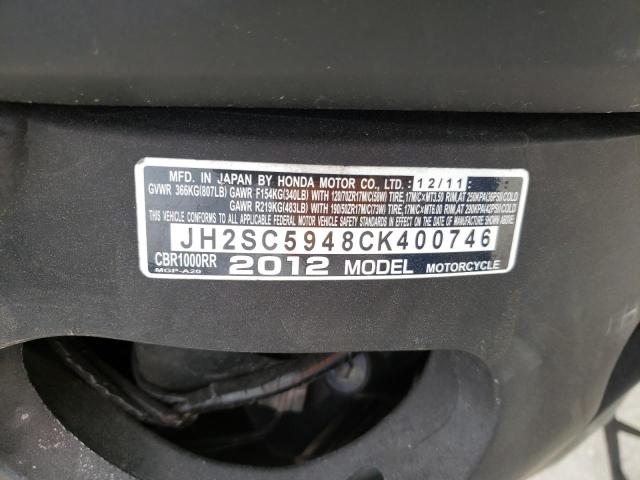 MFD. IN JAPAN BY HONDA MOTOR CO., LTD. 12/11
GVWR 366KG(807LB) GAWR F154KG(340LB) WITH 120/70ZR17M/C(58W) TIRE, 17M/C×MT3.50 RIM, AT 250KPA(36PSI)COLD
GAWR R219KG(483LB) WITH 190/50ZR17M/C(73W) TIRE, 17M/C×MT6.00 RIM, AT 290KPA(42PSI)COLD
THIS VEHICLE CONFORMS TO ALL APPLICABLE FEDERAL MOTOR VEHICLE SAFETY STANDARDS IN EFFECT ON THE DATE OF MANUFACTURE SHOWN ABOVE.
JH2SC5948CK400746
CBR1000RR 2012 MODEL MOTORCYCLE
MGP-A20